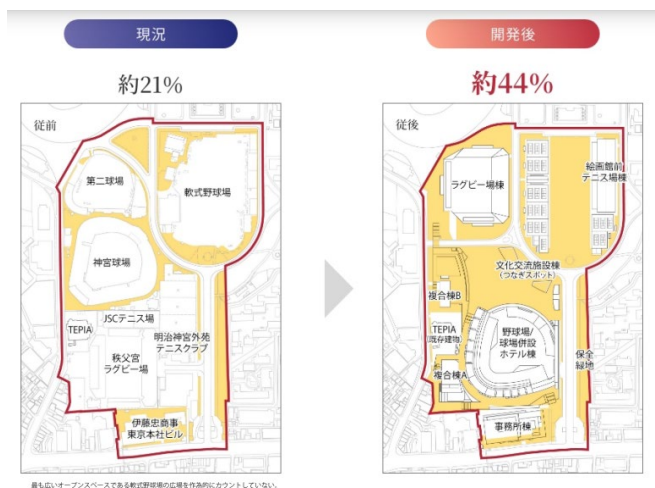 現況
開発後
約21%
約44%
従前
第二球場
軟式野球場
神宮球場
JSCテニス場
TEPIA
明治神宮外苑
テニスクラブ
秩父宮
ラグビー場
伊藤忠商事
東京本社ビル
従後
ラグビー場棟
絵画館前
テニス場棟
文化交流施設棟
(つなぎスポット)
複合棟B
TEPIA
(既存建物)
野球場/
球場併設
ホテル棟
複合棟A
保全
緑地
事務所棟
最も広いオープンスペースである軟式野球場の広場を作為的にカウントしていない。